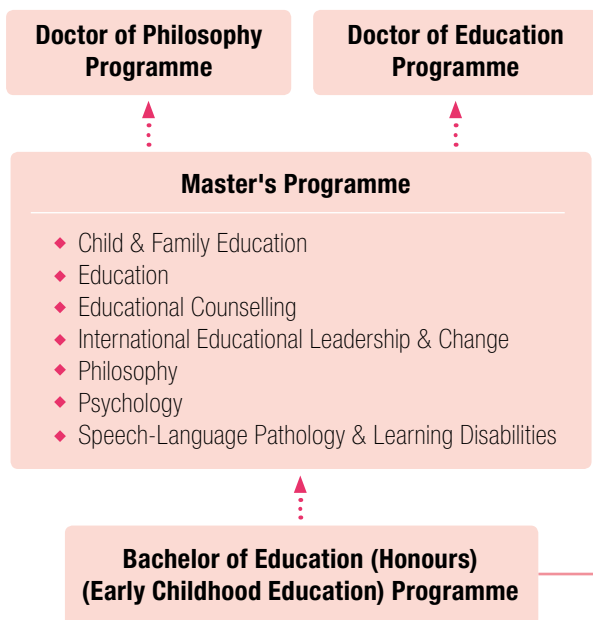 Doctor of Philosophy
Programme
Doctor of Education
Programme
Master's Programme
Child & Family Education
Education
Educational Counselling
International Educational Leadership & Change
Philosophy
Psychology
Speech-Language Pathology & Learning Disabilities
Bachelor of Education (Honours)
(Early Childhood Education) Programme